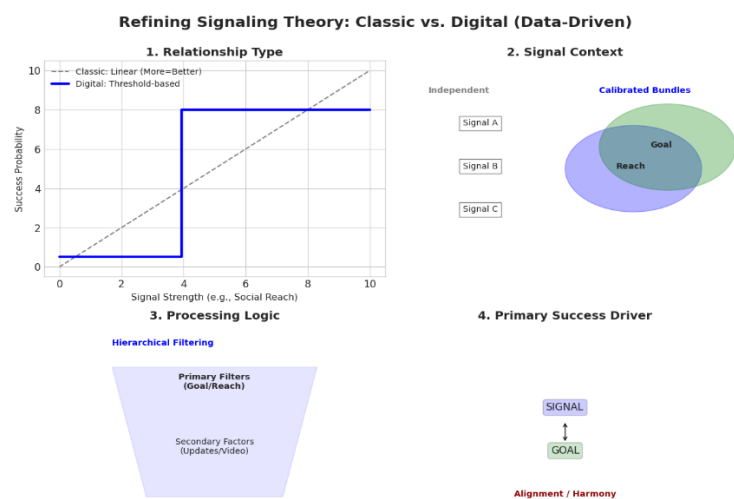 Refining Signaling Theory: Classic vs. Digital (Data-Driven)
1. Relationship Type
Classic: Linear (More=Better)
Digital: Threshold-based
10
8
6
4
2
0
Success Probability
0 2 4 6 8 10
Signal Strength (e.g., Social Reach)
2. Signal Context
Independent
Calibrated Bundles
Signal A
Signal B
Signal C
Goal
Reach
3. Processing Logic
Hierarchical Filtering
Primary Filters
(Goal/Reach)
Secondary Factors
(Updates/Video)
4. Primary Success Driver
SIGNAL
GOAL
Alignment / Harmony